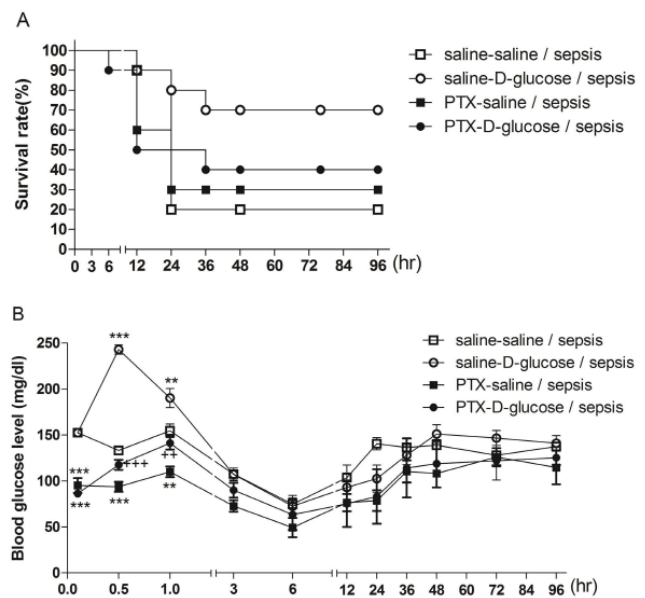 A
Survival rate(%)
100
90
80
70
60
50
40
30
20
10
0
0 3 6 12 24 36 48 60 72 84 96 (hr)
saline-saline / sepsis
saline-D-glucose / sepsis
PTX-saline / sepsis
PTX-D-glucose / sepsis
B
Blood glucose level (mg/dl)
250
200
150
100
50
0
0.0 0.5 1.0 3 6 12 24 36 48 60 72 84 96 (hr)
saline-saline / sepsis
saline-D-glucose / sepsis
PTX-saline / sepsis
PTX-D-glucose / sepsis
***
**
***
+++
++
***
***
**